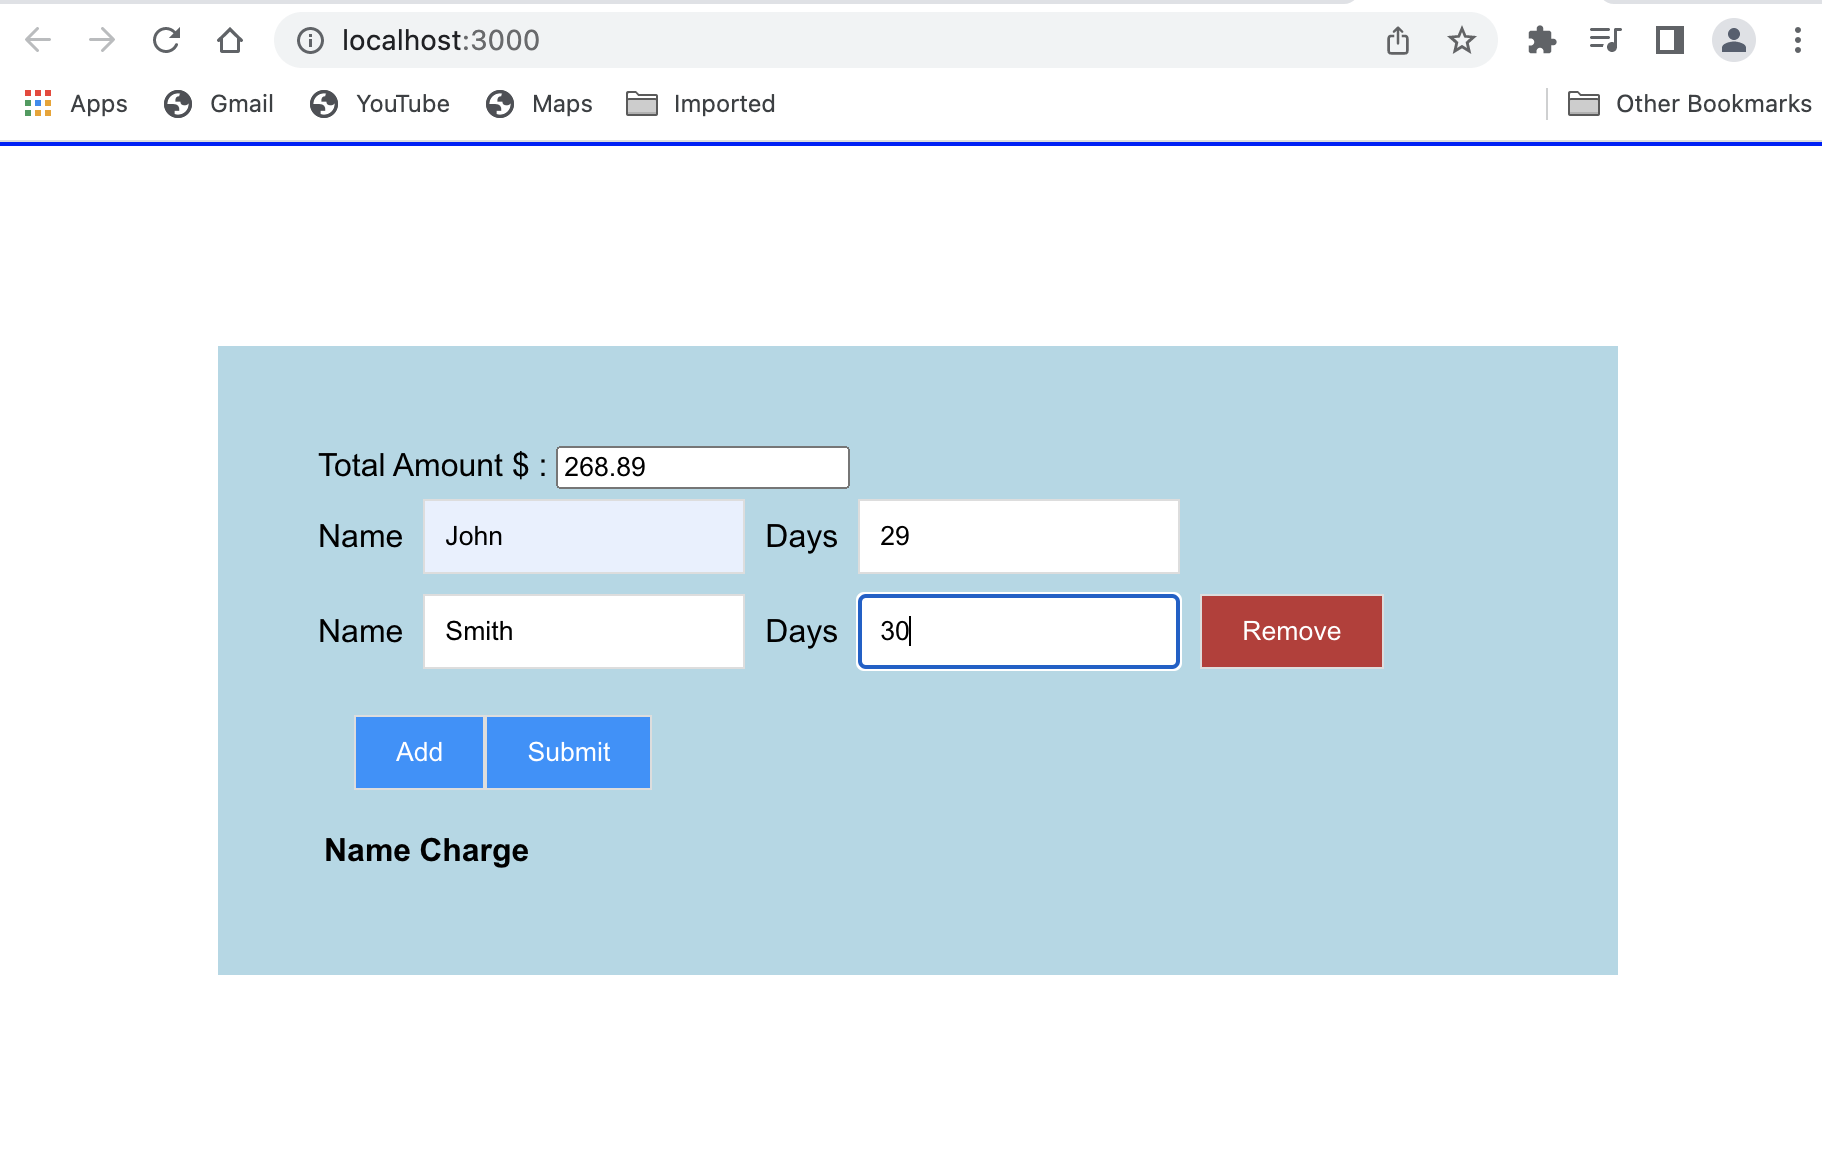 localhost:3000
Apps Gmail YouTube Maps Imported Other Bookmarks
Total Amount $ : 268.89
Name John Days 29
Name Smith Days 30 Remove
Add Submit
Name Charge